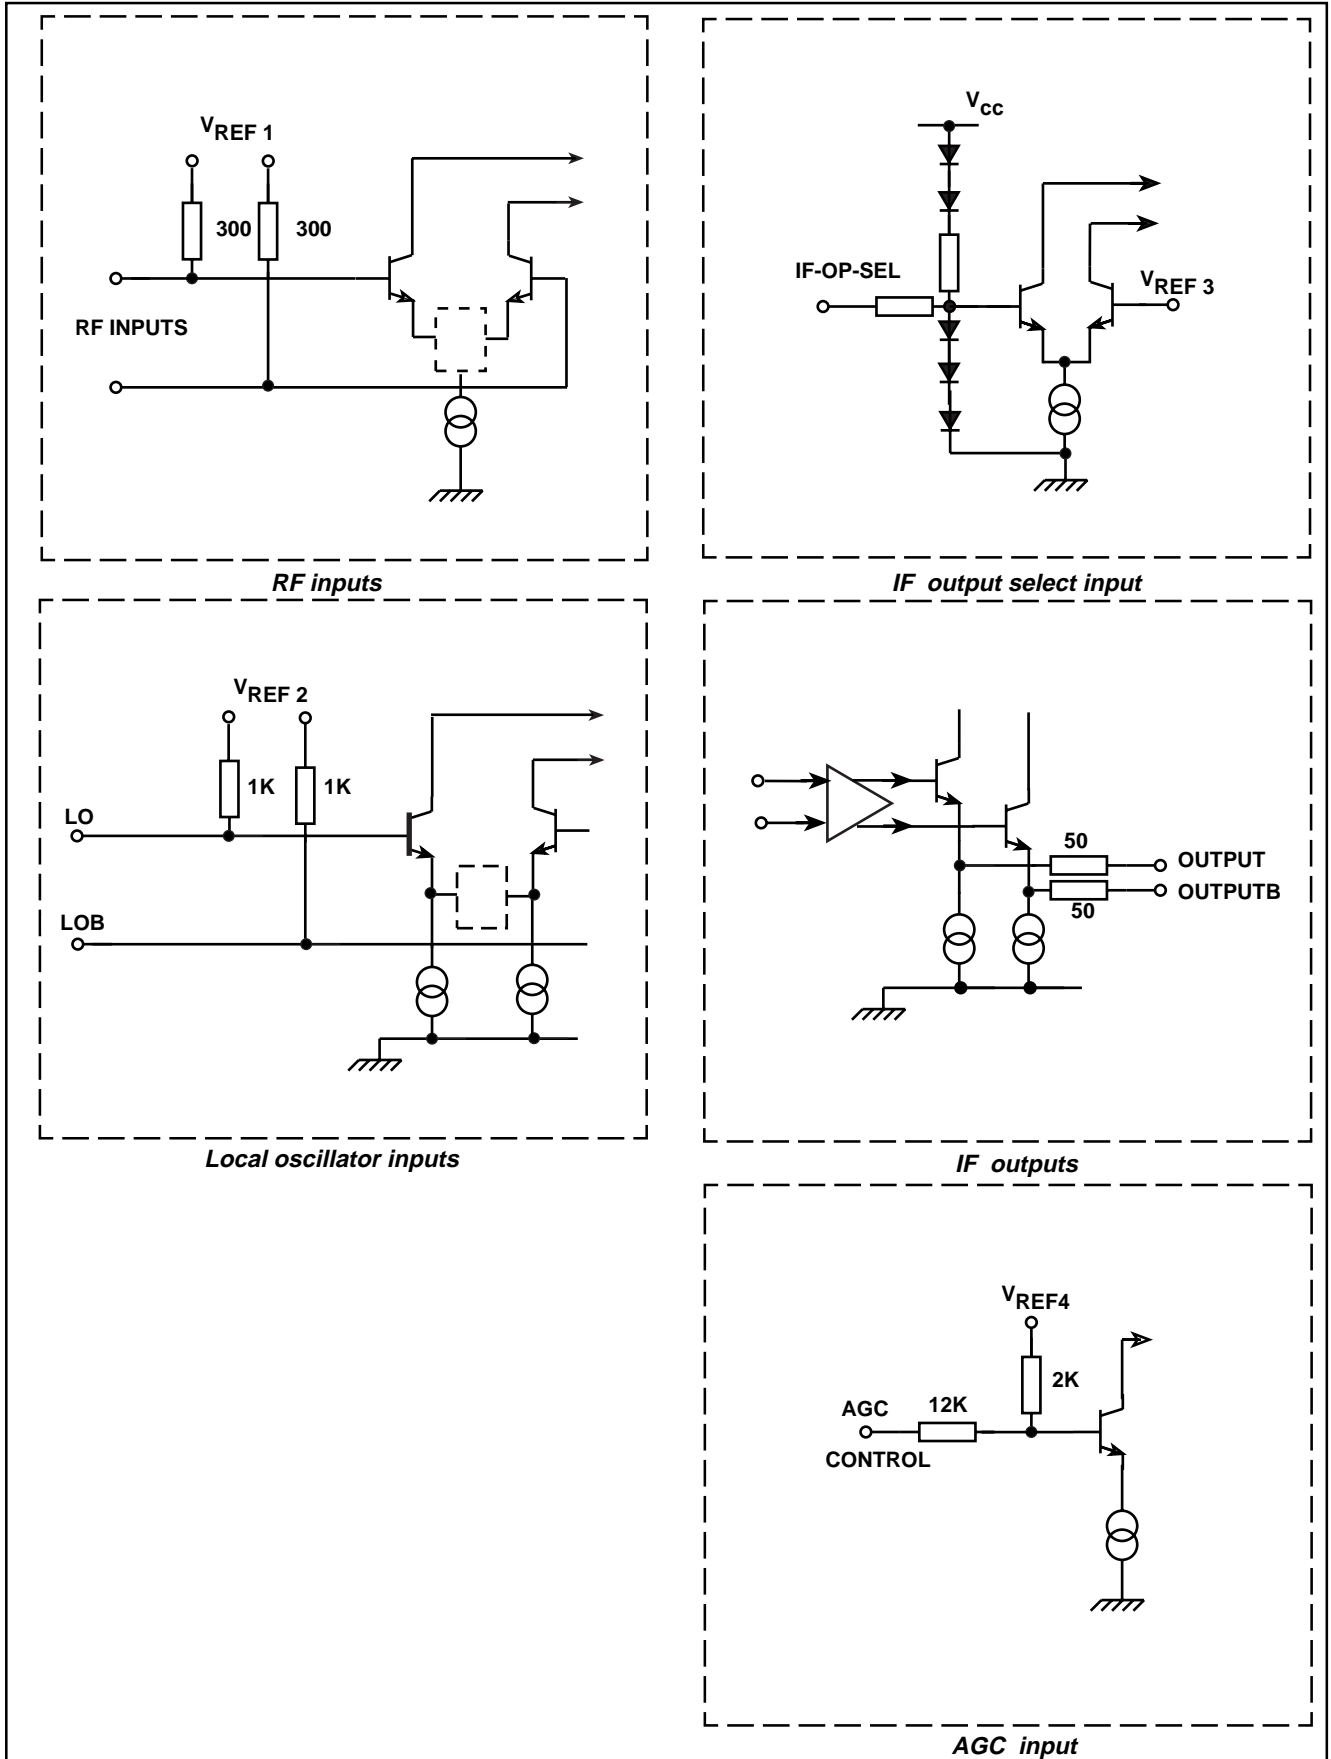 VREF 1
300
300
RF INPUTS
RF inputs
Vcc
IF-OP-SEL
VREF 3
IF output select input
VREF 2
1K
1K
LO
LOB
Local oscillator inputs
50
OUTPUT
OUTPUTB
50
IF outputs
VREF4
2K
12K
AGC
CONTROL
AGC input